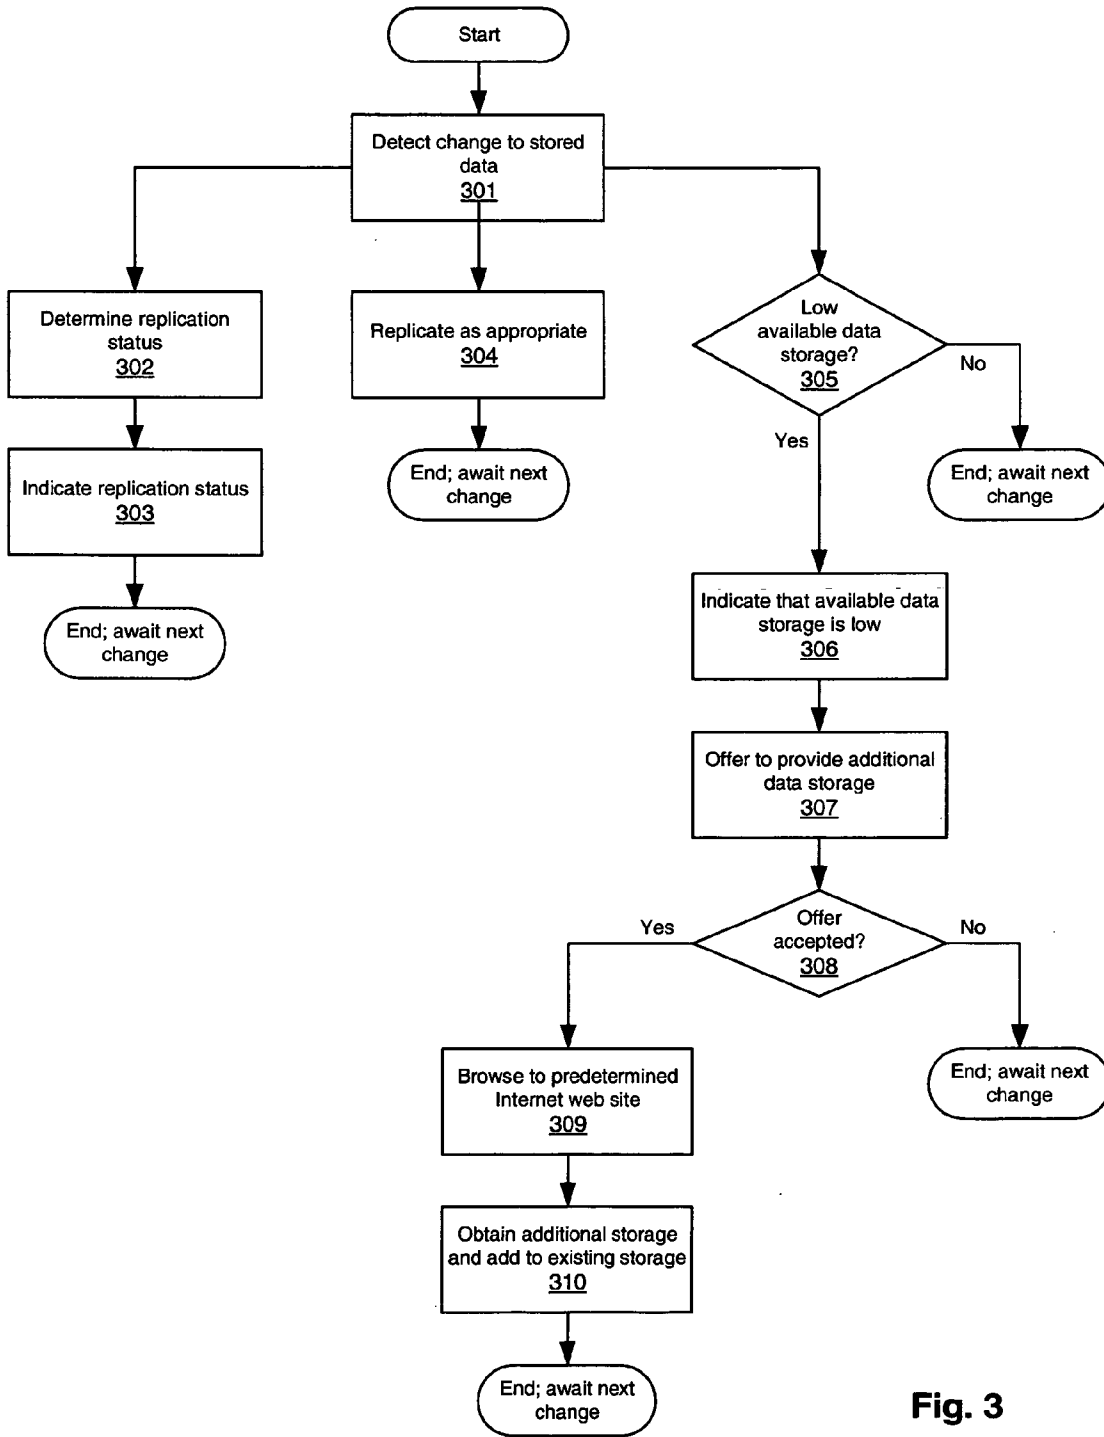 Start
Detect change to stored
data
301
Determine replication
status
302
Replicate as appropriate
304
Low
available data
storage?
305
No
Yes
Indicate replication status
303
End; await next
change
End; await next
change
End; await next
change
Indicate that available data
storage is low
306
Offer to provide additional
data storage
307
Offer
accepted?
308
Yes
No
Browse to predetermined
Internet web site
309
End; await next
change
Obtain additional storage
and add to existing storage
310
End; await next
change
Fig. 3